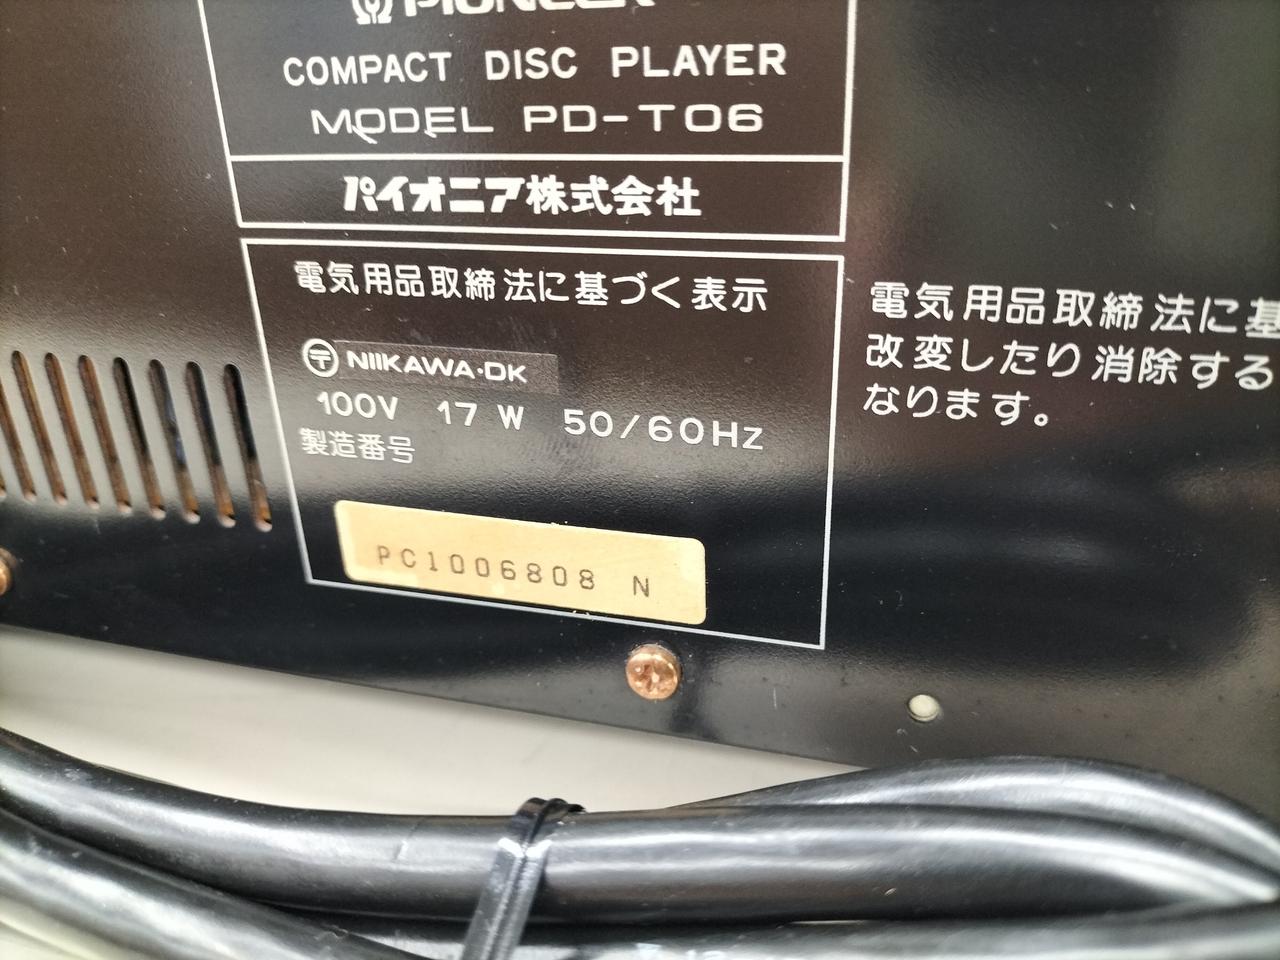 PIONEER
COMPACT DISC PLAYER
MODEL PD-T06
パイオニア株式会社
電気用品取締法に基づく表示
〒 NIIKAWA·DK
100V 17W 50/60Hz
製造番号
PC1006808 N
電気用品取締法に基
改変したり消除する
なります。